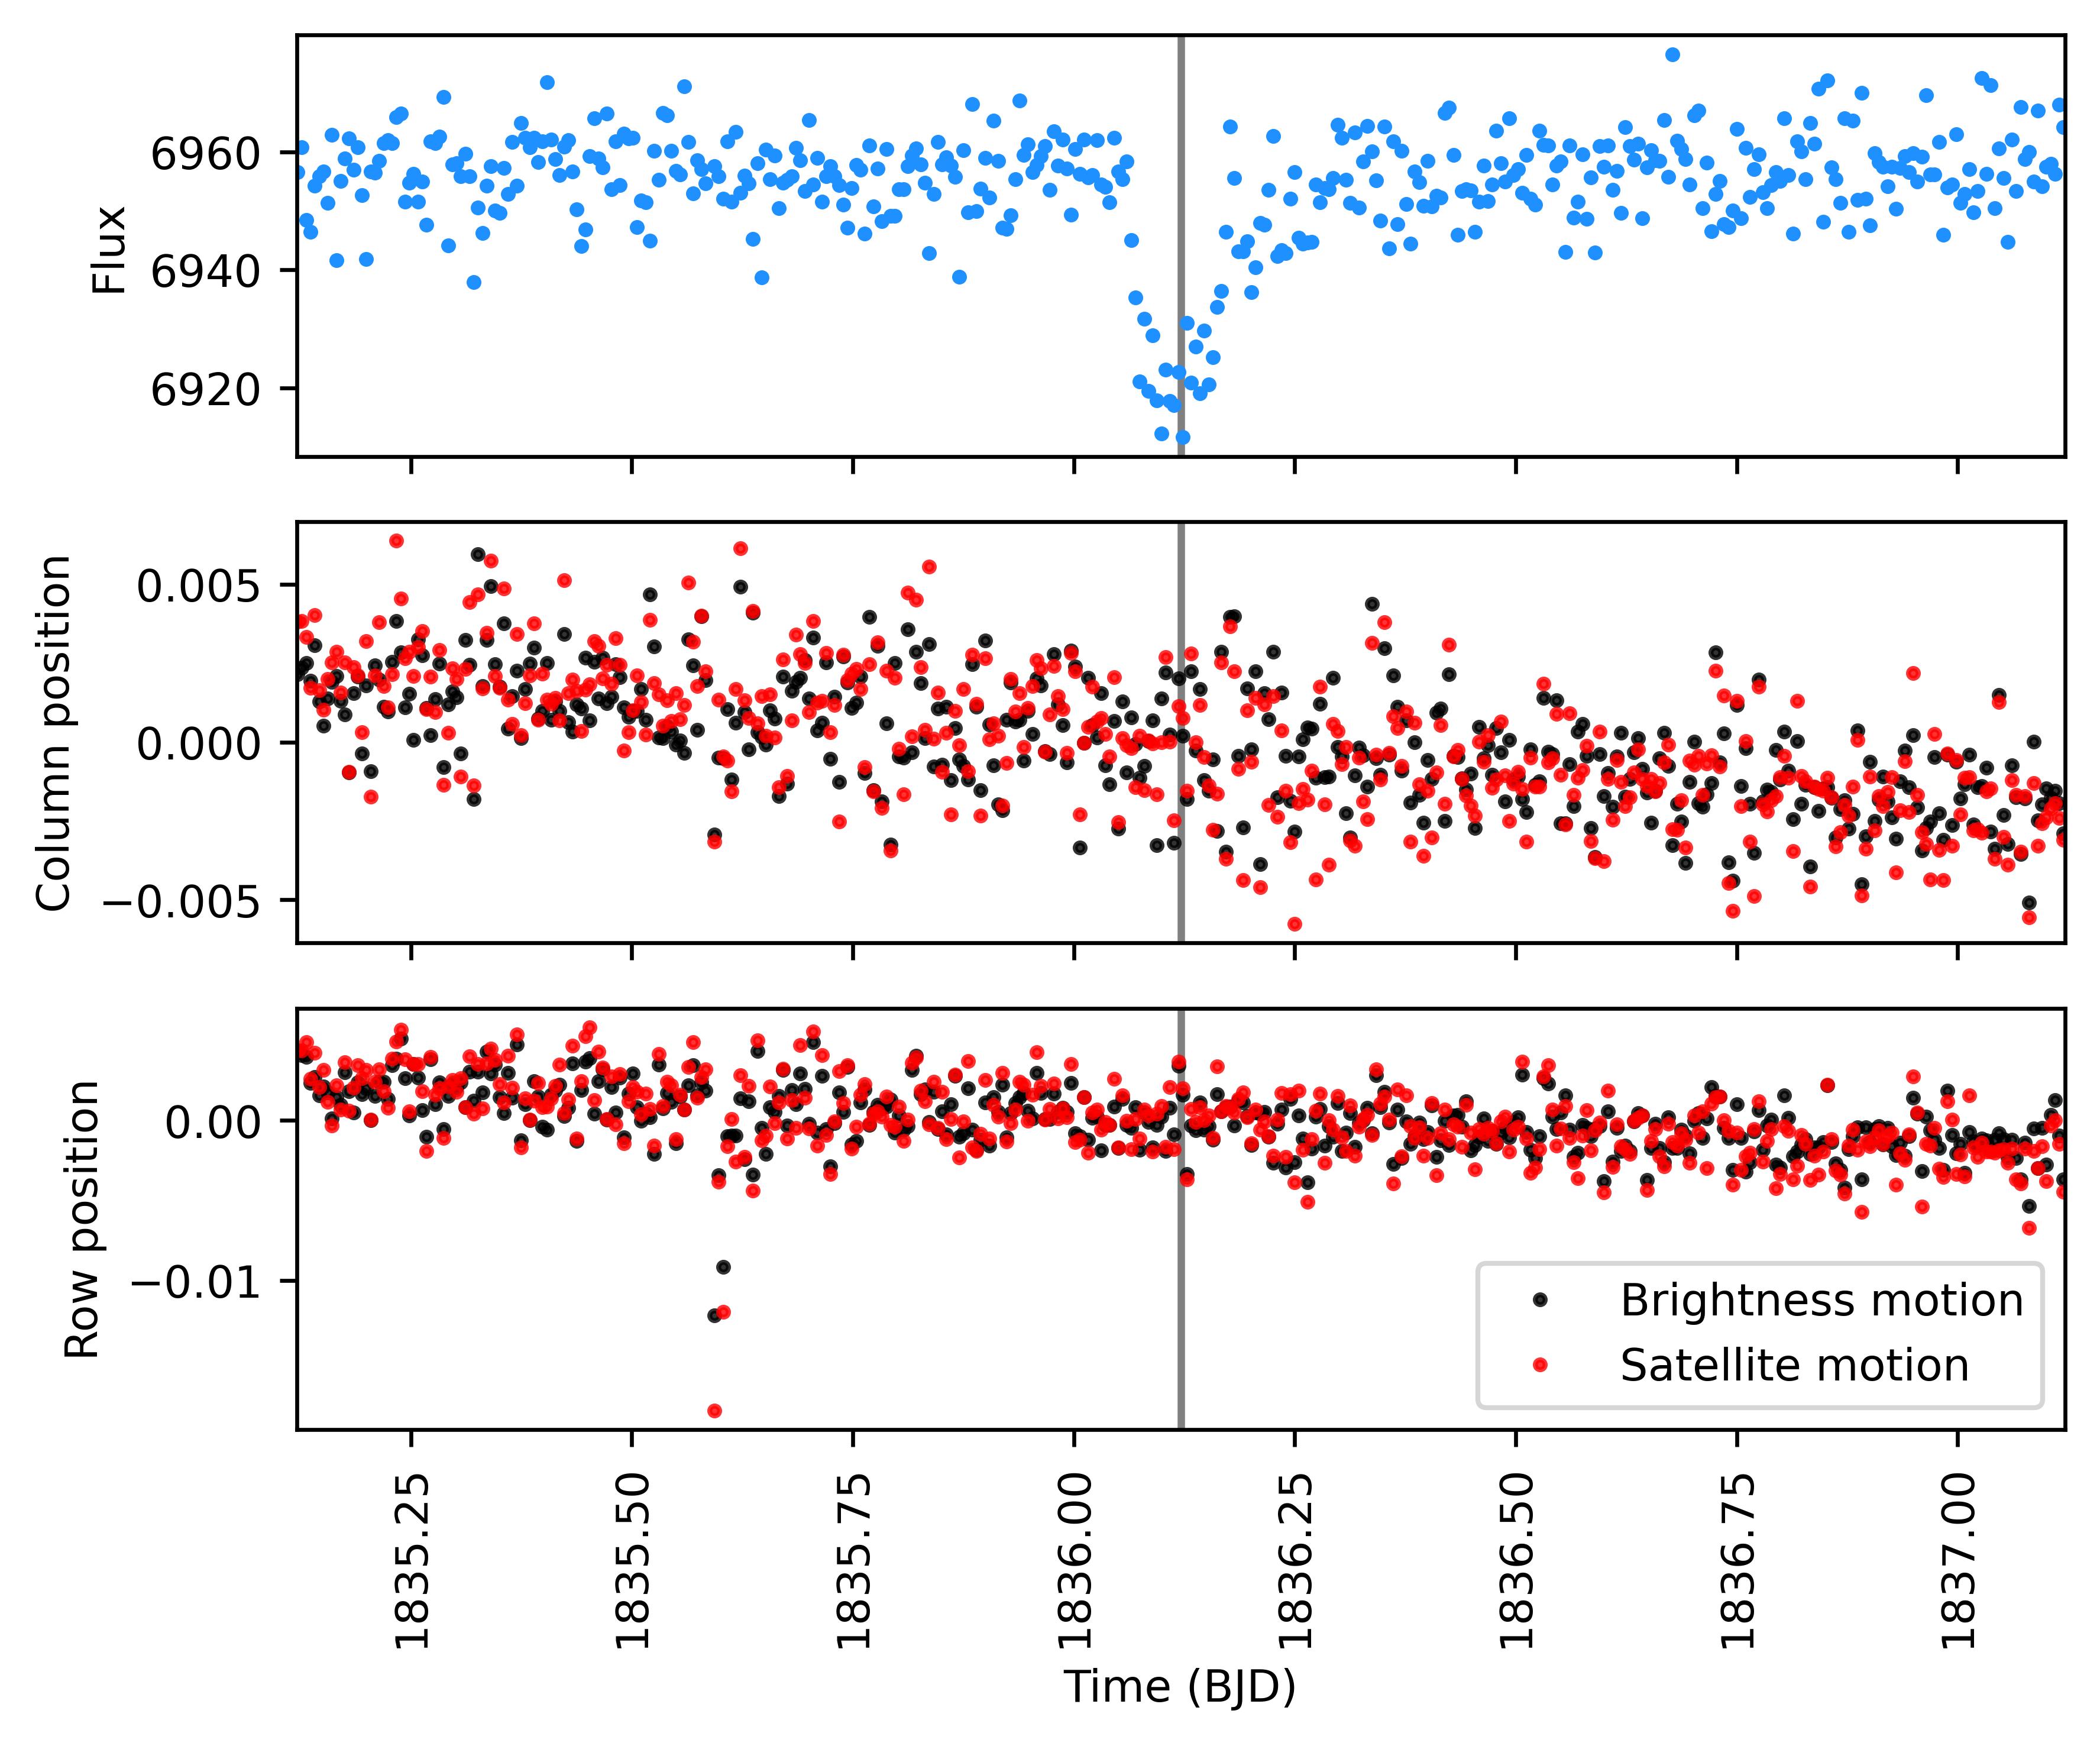 Flux
6960
6940
6920
Column position
0.005
0.000
−0.005
Row position
0.00
−0.01
Brightness motion
Satellite motion
1835.25
1835.50
1835.75
1836.00
1836.25
1836.50
1836.75
1837.00
Time (BJD)